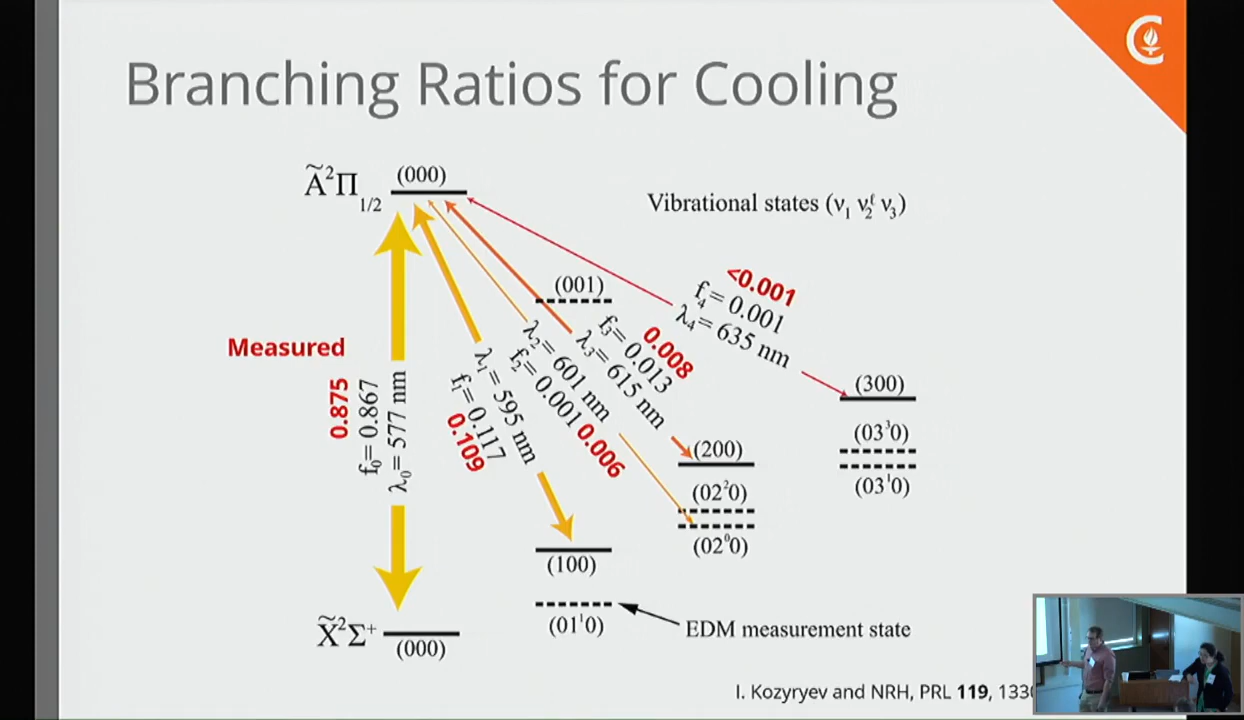 Branching Ratios for Cooling
Ã²Π₁/₂
(000)
Vibrational states (ν₁ ν₂ˡ ν₃)
(001)
<0.001
f₄= 0.001
λ₄= 635 nm
Measured
0.875
f₀= 0.867
λ₀= 577 nm
λ₁= 595 nm
f₁= 0.117
0.109
λ₂= 601 nm
f₂= 0.001
0.006
0.008
f₃= 0.013
λ₃= 615 nm
(300)
(03³0)
(03¹0)
(200)
(02²0)
(02⁰0)
(100)
(01¹0)
EDM measurement state
X̃²Σ⁺
(000)
I. Kozyryev and NRH, PRL 119, 1330